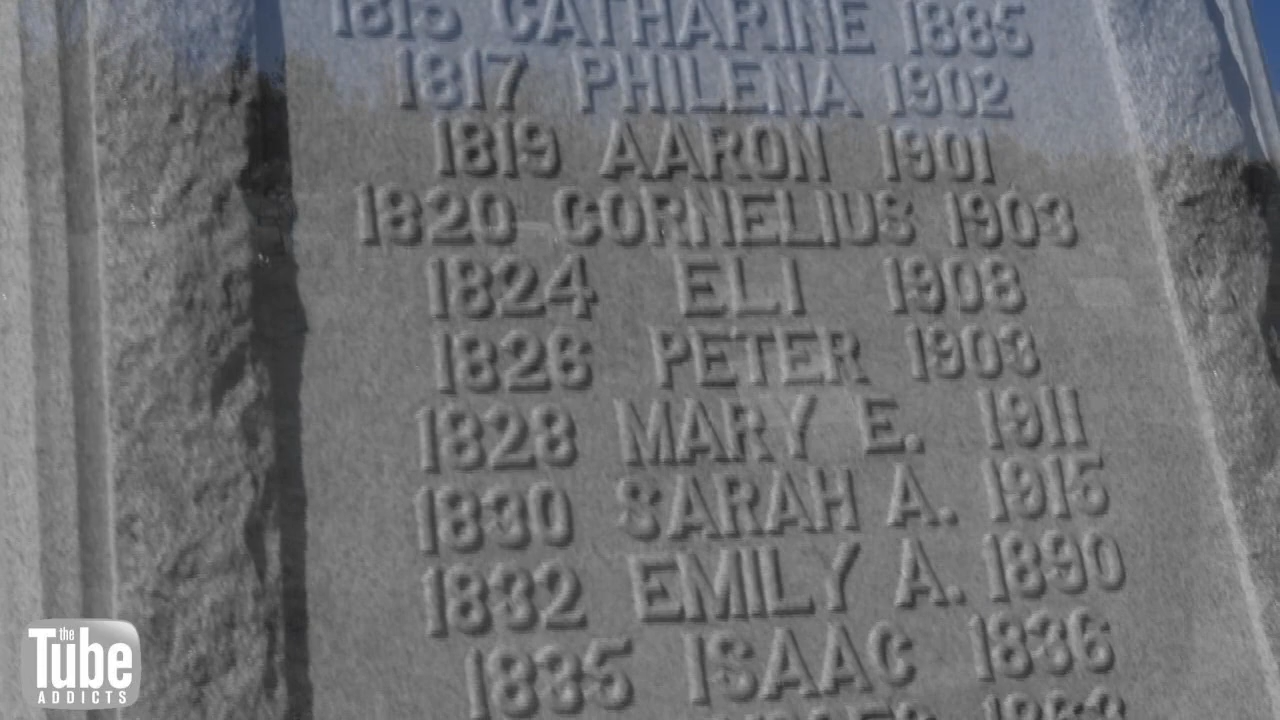 1815 CATHARINE 1885
1817 PHILENA 1902
1819 AARON 1901
1820 CORNELIUS 1903
1824 ELI 1908
1826 PETER 1903
1828 MARY E. 1911
1830 SARAH A. 1915
1832 EMILY A. 1890
1835 ISAAC 1836
the
Tube
ADDICTS